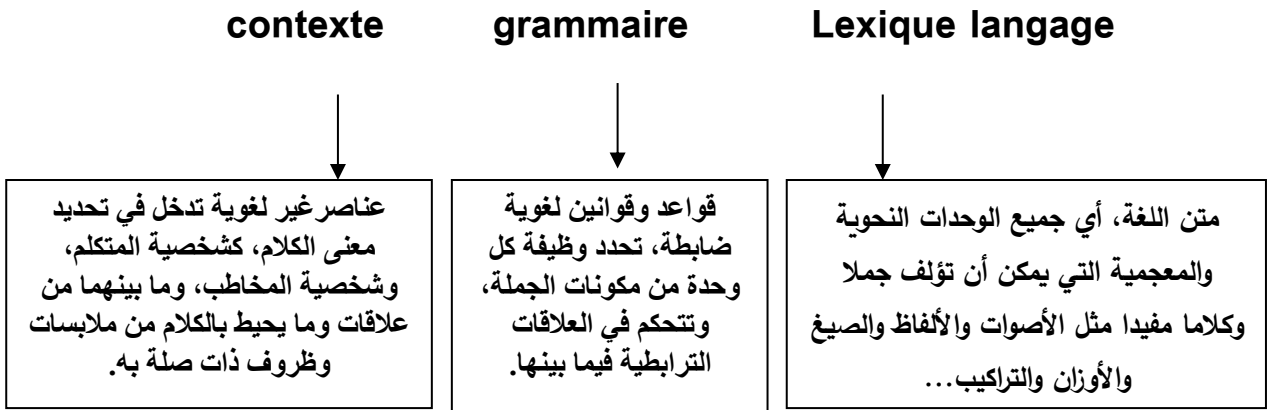 contexte grammaire Lexique langage
متن اللغة، أي جميع الوحدات النحوية
والمعجمية التي يمكن أن تؤلف جملا
وكلاما مفيدا مثل الأصوات والألفاظ والصيغ
والأوزان والتراكيب...
قواعد وقوانين لغوية
ضابطة، تحدد وظيفة كل
وحدة من مكونات الجملة،
وتتحكم في العلاقات
الترابطية فيما بينها.
عناصر غير لغوية تدخل في تحديد
معنى الكلام، كشخصية المتكلم،
وشخصية المخاطب، وما بينهما من
علاقات وما يحيط بالكلام من ملابسات
وظروف ذات صلة به.